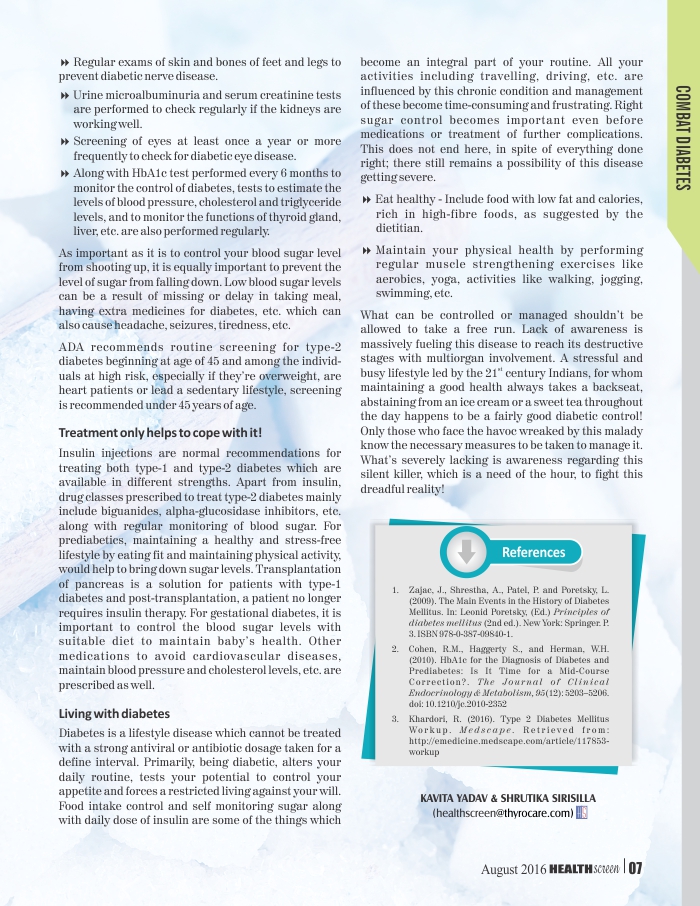 Regular exams of skin and bones of feet and legs to
prevent diabetic nerve disease.
Urine microalbuminuria and serum creatinine tests
are performed to check regularly if the kidneys are
working well.
Screening of eyes at least once a year or more
frequently to check for diabetic eye disease.
Along with HbA1c test performed every 6 months to
monitor the control of diabetes, tests to estimate the
levels of blood pressure, cholesterol and triglyceride
levels, and to monitor the functions of thyroid gland,
liver, etc. are also performed regularly.
As important as it is to control your blood sugar level
from shooting up, it is equally important to prevent the
level of sugar from falling down. Low blood sugar levels
can be a result of missing or delay in taking meal,
having extra medicines for diabetes, etc. which can
also cause headache, seizures, tiredness, etc.
ADA recommends routine screening for type-2
diabetes beginning at age of 45 and among the individ-
uals at high risk, especially if they're overweight, are
heart patients or lead a sedentary lifestyle, screening
is recommended under 45 years of age.
Treatment only helps to cope with it!
Insulin injections are normal recommendations for
treating both type-1 and type-2 diabetes which are
available in different strengths. Apart from insulin,
drug classes prescribed to treat type-2 diabetes mainly
include biguanides, alpha-glucosidase inhibitors, etc.
along with regular monitoring of blood sugar. For
prediabetics, maintaining a healthy and stress-free
lifestyle by eating fit and maintaining physical activity,
would help to bring down sugar levels. Transplantation
of pancreas is a solution for patients with type-1
diabetes and post-transplantation, a patient no longer
requires insulin therapy. For gestational diabetes, it is
important to control the blood sugar levels with
suitable diet to maintain baby's health. Other
medications to avoid cardiovascular diseases,
maintain blood pressure and cholesterol levels, etc. are
prescribed as well.
Living with diabetes
Diabetes is a lifestyle disease which cannot be treated
with a strong antiviral or antibiotic dosage taken for a
define interval. Primarily, being diabetic, alters your
daily routine, tests your potential to control your
appetite and forces a restricted living against your will.
Food intake control and self monitoring sugar along
with daily dose of insulin are some of the things which
become an integral part of your routine. All your
activities including travelling, driving, etc. are
influenced by this chronic condition and management
of these become time-consuming and frustrating. Right
sugar control becomes important even before
medications or treatment of further complications.
This does not end here, in spite of everything done
right; there still remains a possibility of this disease
getting severe.
Eat healthy - Include food with low fat and calories,
rich in high-fibre foods, as suggested by the
dietitian.
Maintain your physical health by performing
regular muscle strengthening exercises like
aerobics, yoga, activities like walking, jogging,
swimming, etc.
What can be controlled or managed shouldn't be
allowed to take a free run. Lack of awareness is
massively fueling this disease to reach its destructive
stages with multiorgan involvement. A stressful and
busy lifestyle led by the 21st century Indians, for whom
maintaining a good health always takes a backseat,
abstaining from an ice cream or a sweet tea throughout
the day happens to be a fairly good diabetic control!
Only those who face the havoc wreaked by this malady
know the necessary measures to be taken to manage it.
What's severely lacking is awareness regarding this
silent killer, which is a need of the hour, to fight this
dreadful reality!
References
1. Zajac, J., Shrestha, A., Patel, P. and Poretsky, L.
(2009). The Main Events in the History of Diabetes
Mellitus. In: Leonid Poretsky, (Ed.) Principles of
diabetes mellitus (2nd ed.). New York: Springer. P.
3. ISBN 978-0-387-09840-1.
2. Cohen, R.M., Haggerty S., and Herman, W.H.
(2010). HbA1c for the Diagnosis of Diabetes and
Prediabetes: Is It Time for a Mid-Course
Correction?. The Journal of Clinical
Endocrinology & Metabolism, 95(12): 5203–5206.
doi: 10.1210/jc.2010-2352
3. Khardori, R. (2016). Type 2 Diabetes Mellitus
Workup. Medscape. Retrieved from:
http://emedicine.medscape.com/article/117853-
workup
KAVITA YADAV & SHRUTIKA SIRISILLA
(healthscreen@thyrocare.com)
COMBAT DIABETES
August 2016 HEALTHscreen 07